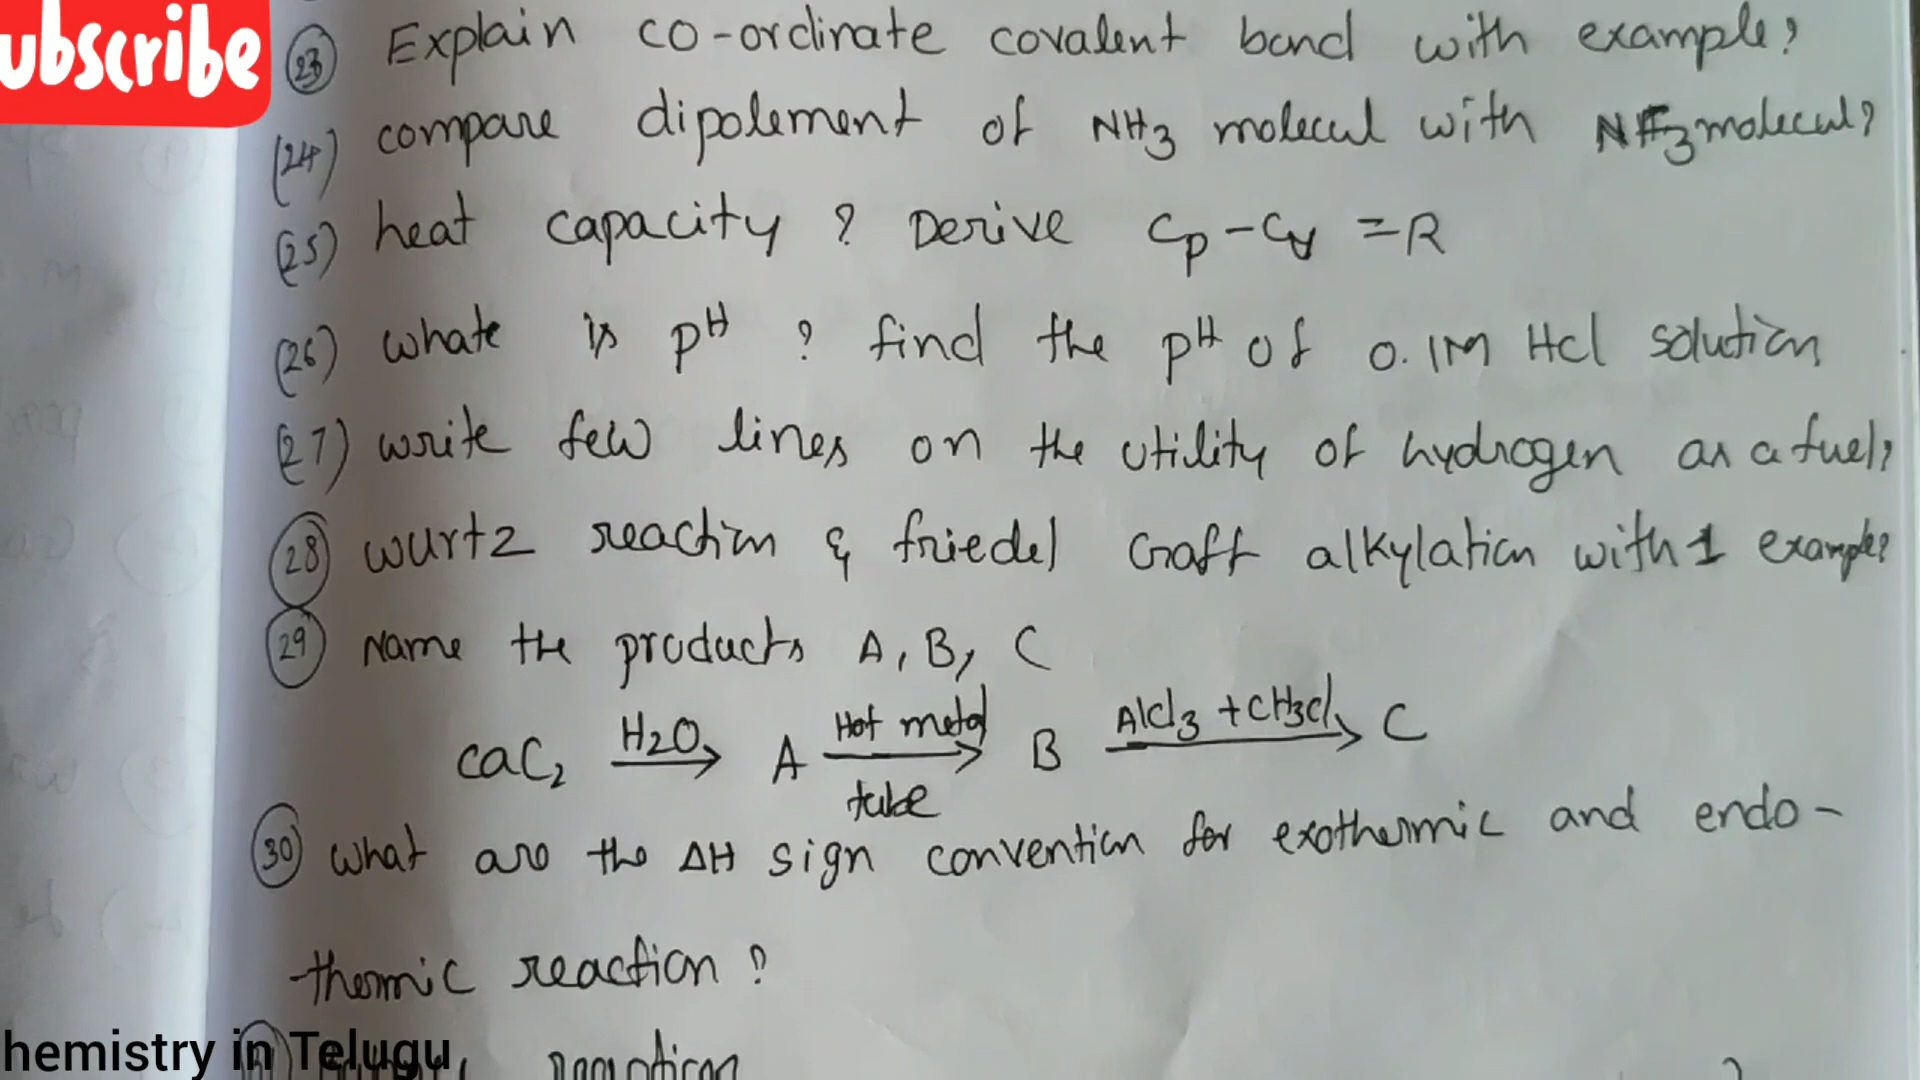 ubscribe
(23) Explain co-ordinate covalent bond with example?
(24) compare dipolement of NH3 molecul with NF3 molecul?
(25) heat capacity? Derive Cp-Cv = R
(26) whate is pH? find the pH of 0.1M Hcl solution
(27) write few lines on the utility of hydrogen as a fuel?
(28) wurtz reaction & friedel Craft alkylation with 1 example?
(29) Name the products A, B, C
CaC2 H2O→ A Hot metal → B Alcl3 + CH3cl→ C
tube
(30) what are the ΔH sign convention for exothermic and endo-
-thermic reaction?
hemistry in Telugu